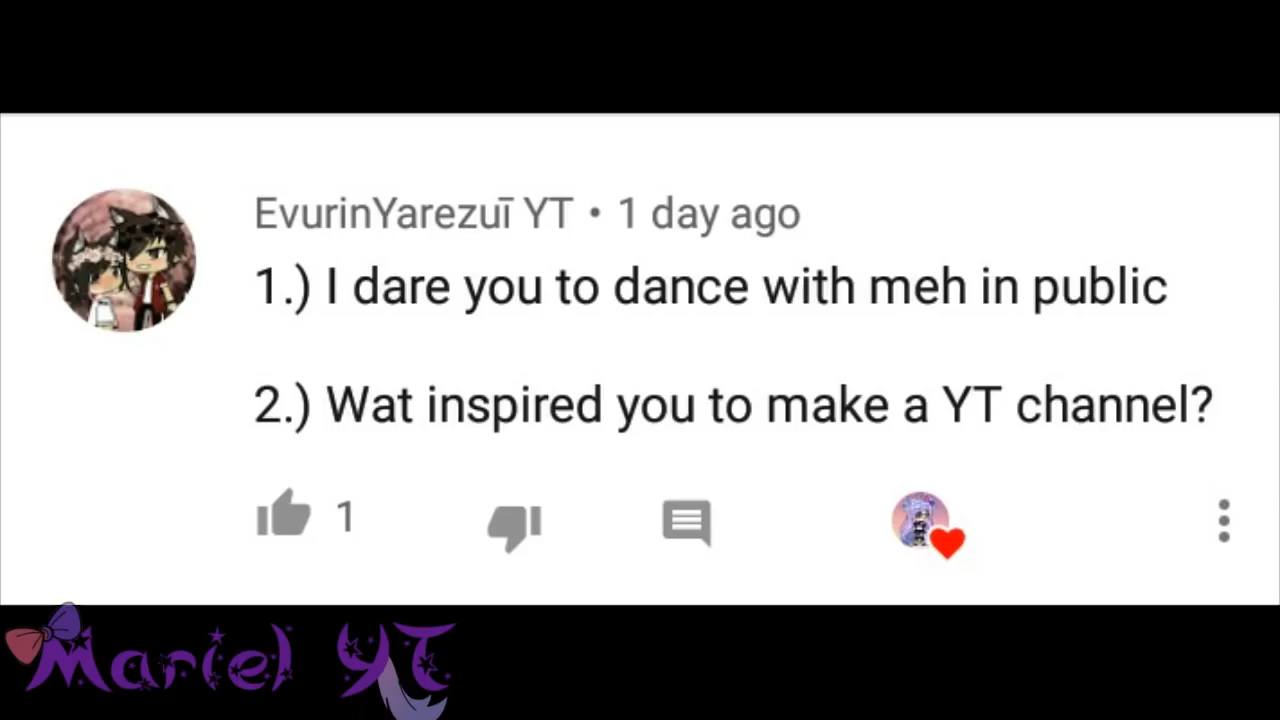 EvurinYarezuī YT • 1 day ago
1.) I dare you to dance with meh in public
2.) Wat inspired you to make a YT channel?
1
Mariel YT